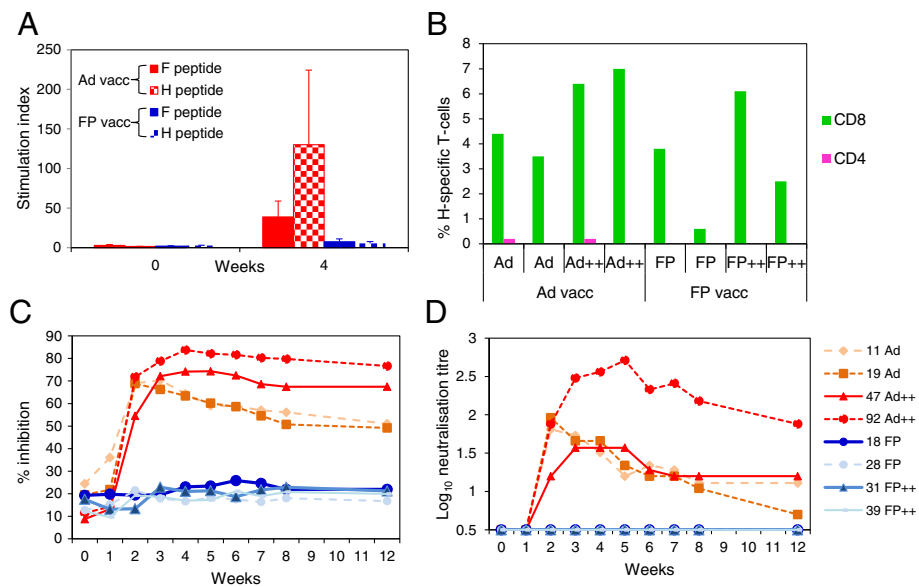 A
Stimulation index
250
200
150
100
50
0
Ad vacc
F peptide
H peptide
FP vacc
F peptide
H peptide
0 Weeks 4
B
% H-specific T-cells
8
7
6
5
4
3
2
1
0
Ad Ad Ad++ Ad++ FP FP FP++ FP++
Ad vacc FP vacc
CD8
CD4
C
% inhibition
90
80
70
60
50
40
30
20
10
0
0 1 2 3 4 5 6 7 8 9 10 11 12
Weeks
D
Log10 neutralisation titre
3
2.5
2
1.5
1
0.5
0 1 2 3 4 5 6 7 8 9 10 11 12
Weeks
11 Ad
19 Ad
47 Ad++
92 Ad++
18 FP
28 FP
31 FP++
39 FP++